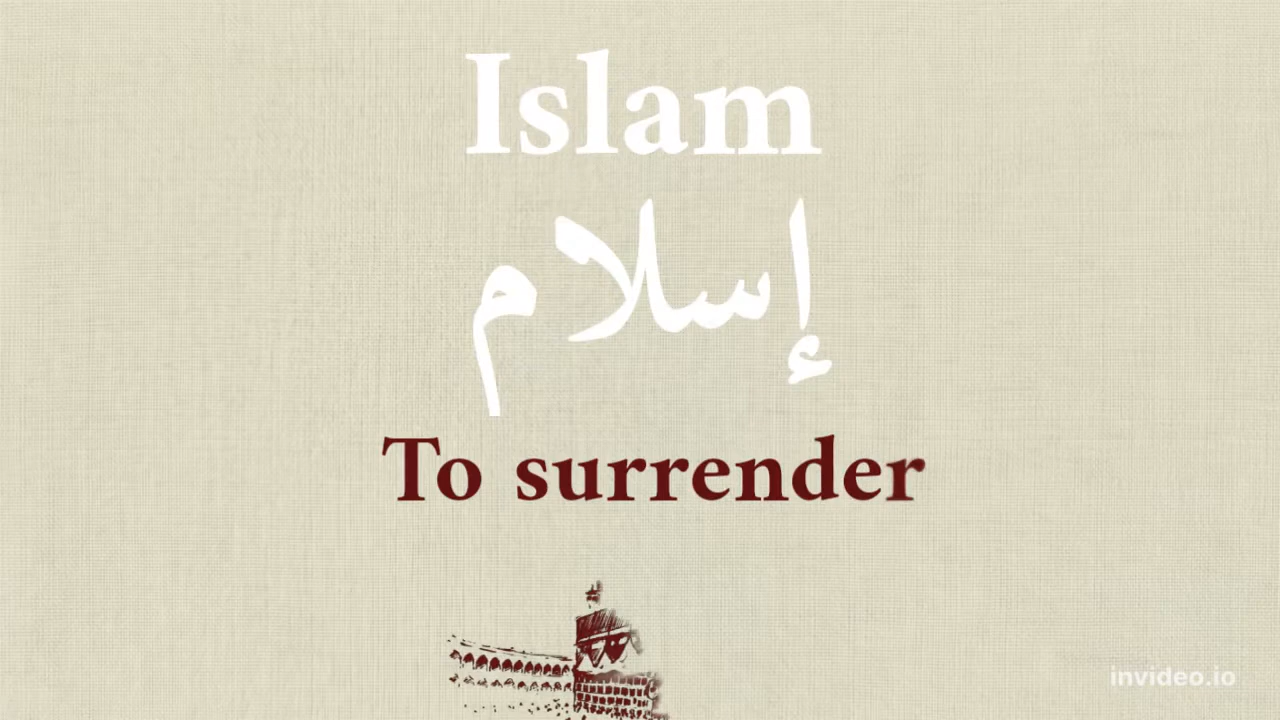 Islam
إسلام
To surrender
invideo.io